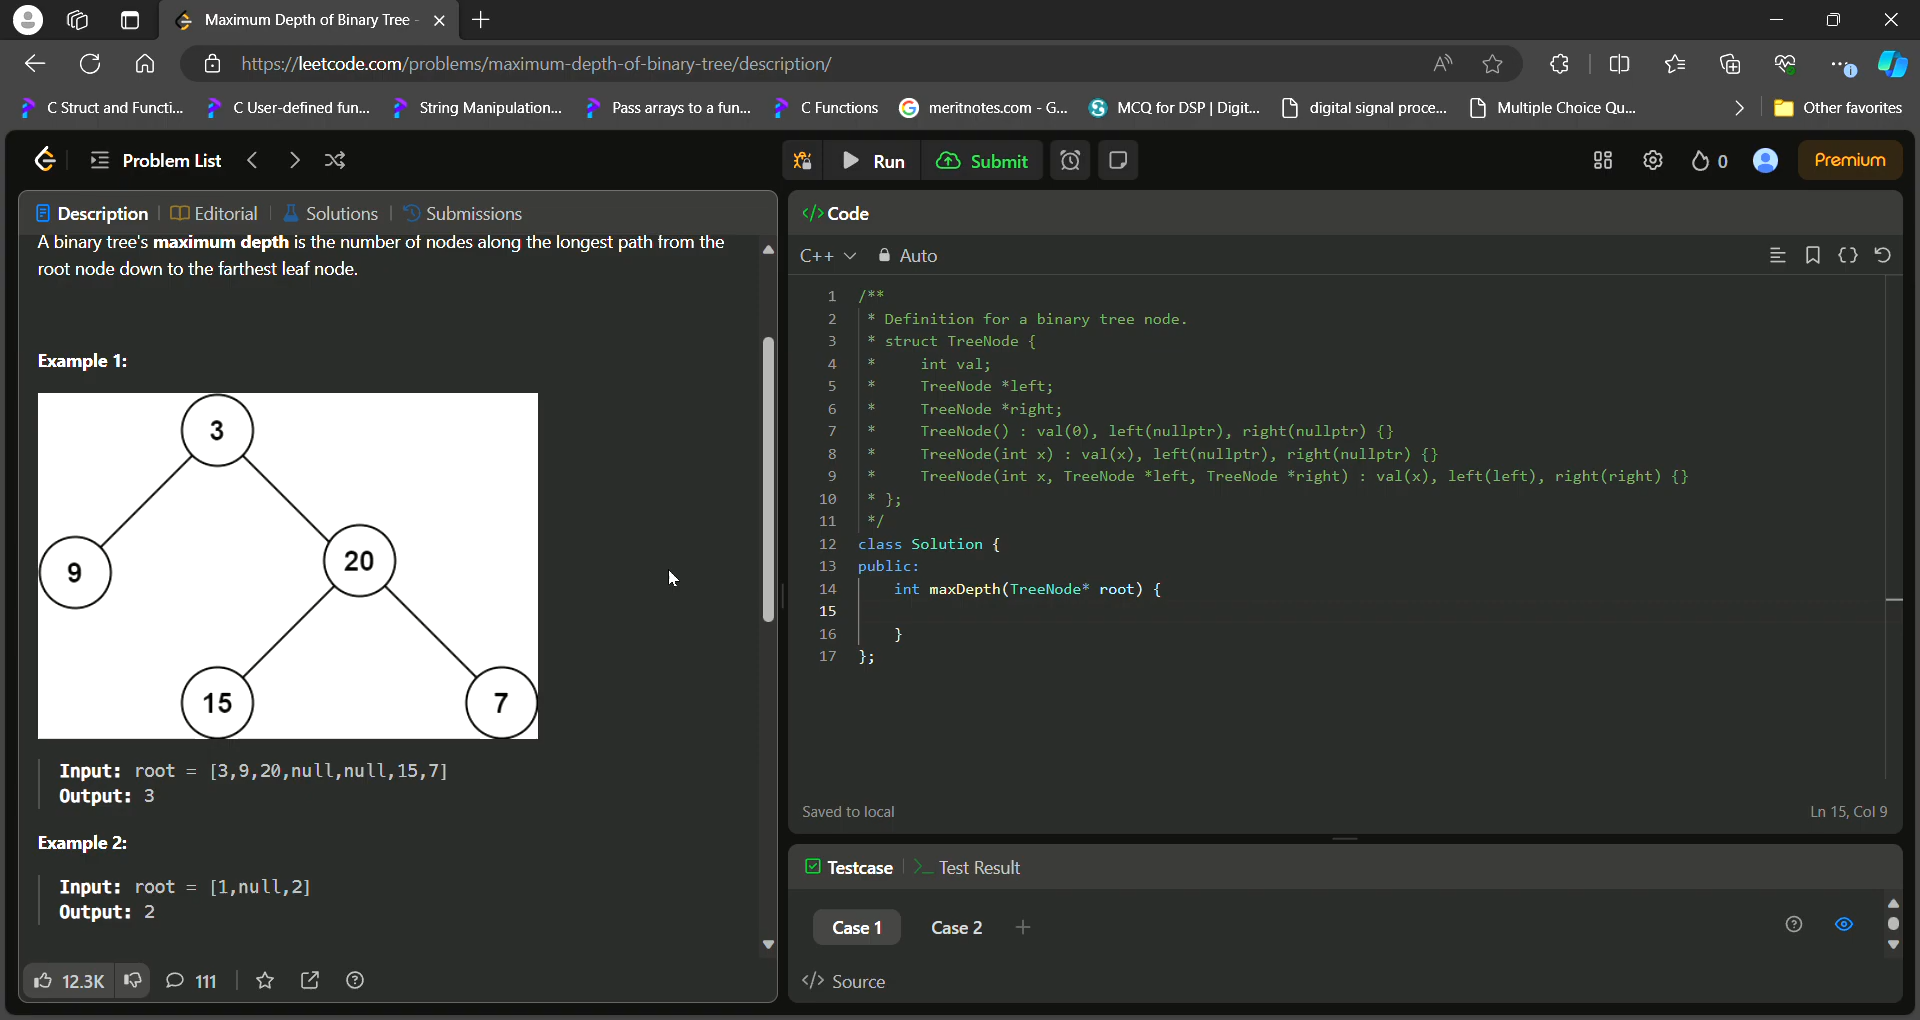 Maximum Depth of Binary Tree -
https://leetcode.com/problems/maximum-depth-of-binary-tree/description/
C Struct and Functi...
C User-defined fun...
String Manipulation...
Pass arrays to a fun...
C Functions
meritnotes.com - G...
MCQ for DSP | Digit...
digital signal proce...
Multiple Choice Qu...
Other favorites
Problem List
Run
Submit
0
Premium
Description
Editorial
Solutions
Submissions
A binary tree's maximum depth is the number of nodes along the longest path from the
root node down to the farthest leaf node.
Example 1:
3
9
20
15
7
Input: root = [3,9,20,null,null,15,7]
Output: 3
Example 2:
Input: root = [1,null,2]
Output: 2
12.3K
111
</> Code
C++
Auto
1 /**
2 * Definition for a binary tree node.
3 * struct TreeNode {
4 * int val;
5 * TreeNode *left;
6 * TreeNode *right;
7 * TreeNode() : val(0), left(nullptr), right(nullptr) {}
8 * TreeNode(int x) : val(x), left(nullptr), right(nullptr) {}
9 * TreeNode(int x, TreeNode *left, TreeNode *right) : val(x), left(left), right(right) {}
10 * };
11 */
12 class Solution {
13 public:
14 int maxDepth(TreeNode* root) {
15
16 }
17 };
Saved to local
Ln 15, Col 9
Testcase
Test Result
Case 1
Case 2
</> Source